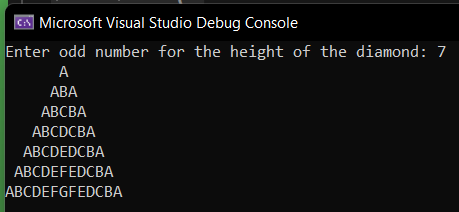 Microsoft Visual Studio Debug Console
Enter odd number for the height of the diamond: 7
      A
     ABA
    ABCBA
   ABCDCBA
  ABCDEDCBA
 ABCDEFEDCBA
ABCDEFGFEDCBA